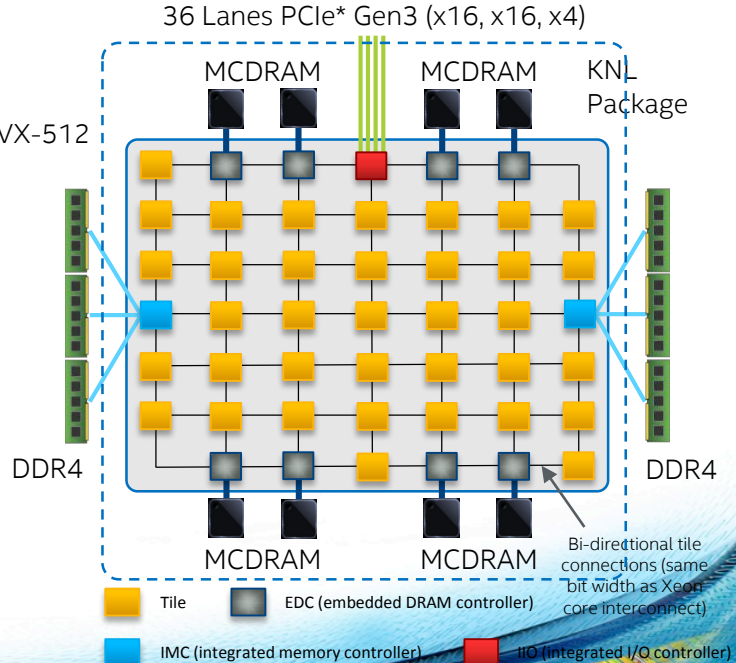 36 Lanes PCIe* Gen3 (x16, x16, x4)
MCDRAM
MCDRAM
KNL
Package
VX-512
DDR4
DDR4
MCDRAM
MCDRAM
Bi-directional tile
connections (same
bit width as Xeon
core interconnect)
Tile
EDC (embedded DRAM controller)
IMC (integrated memory controller)
IIO (integrated I/O controller)